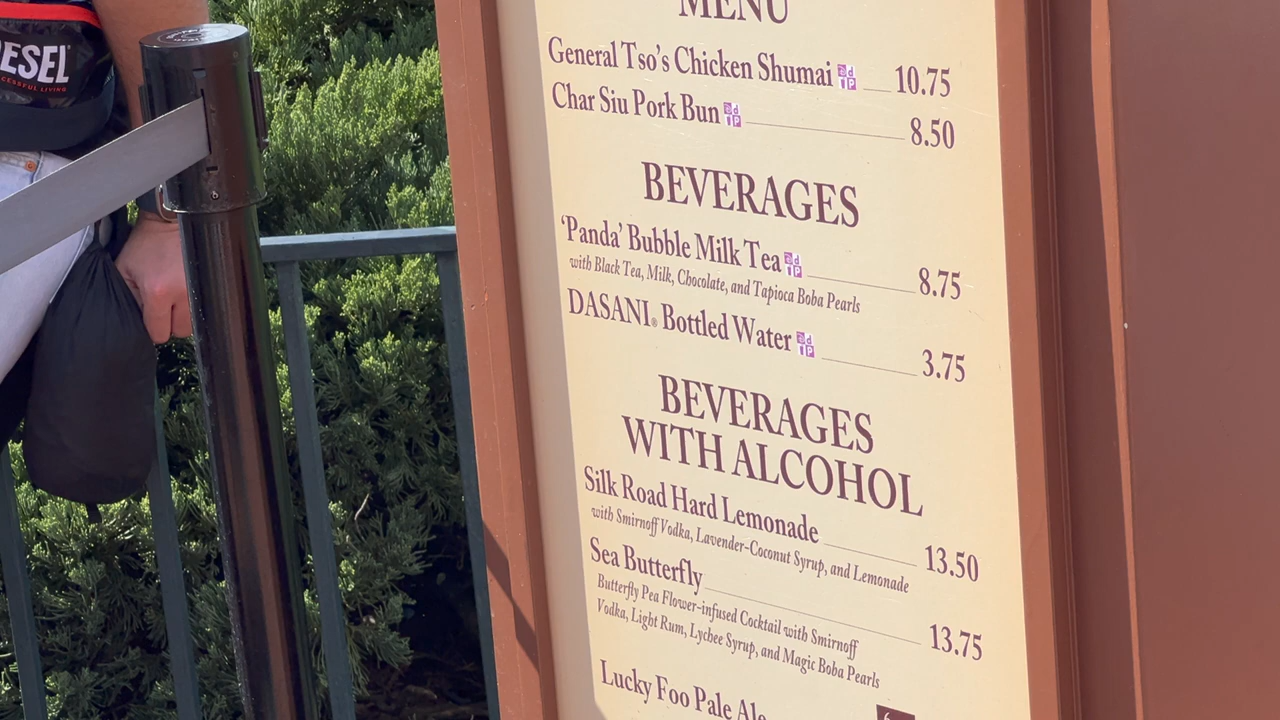 MENU
General Tso's Chicken Shumai 10.75
Char Siu Pork Bun 8.50
BEVERAGES
'Panda' Bubble Milk Tea 8.75
with Black Tea, Milk, Chocolate, and Tapioca Boba Pearls
DASANI® Bottled Water 3.75
BEVERAGES
WITH ALCOHOL
Silk Road Hard Lemonade 13.50
with Smirnoff Vodka, Lavender-Coconut Syrup, and Lemonade
Sea Butterfly 13.75
Butterfly Pea Flower-infused Cocktail with Smirnoff
Vodka, Light Rum, Lychee Syrup, and Magic Boba Pearls
Lucky Foo Pale Ale
ESEL
CESSFUL LIVING